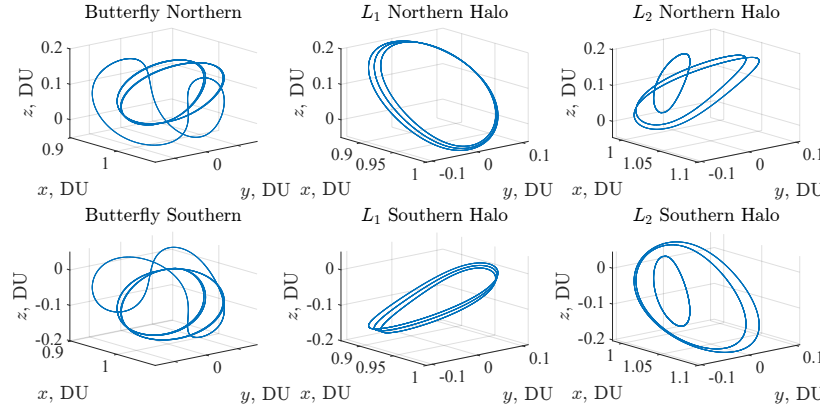 Butterfly Northern
L₁ Northern Halo
L₂ Northern Halo
0.2
0.1
0
z, DU
0.9
1
x, DU
0
y, DU
0.2
0.1
0
z, DU
0.9
0.95
1
x, DU
-0.1
0
0.1
y, DU
0.2
0.1
0
z, DU
1
1.05
1.1
x, DU
-0.1
0
0.1
y, DU
Butterfly Southern
L₁ Southern Halo
L₂ Southern Halo
0
-0.1
-0.2
z, DU
0.9
1
x, DU
0
y, DU
0
-0.1
-0.2
z, DU
0.9
0.95
1
x, DU
-0.1
0
0.1
y, DU
0
-0.1
-0.2
z, DU
1
1.05
1.1
x, DU
-0.1
0
0.1
y, DU